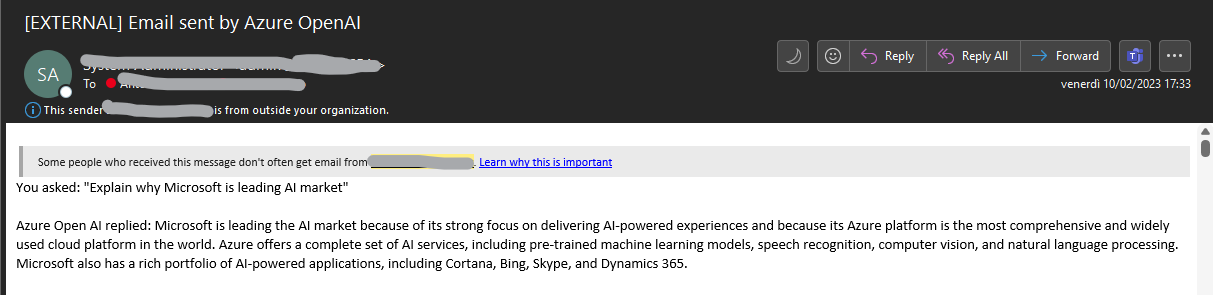 [EXTERNAL] Email sent by Azure OpenAI
SA
System Administrator
To
Reply
Reply All
Forward
venerdì 10/02/2023 17:33
This sender is from outside your organization.
Some people who received this message don't often get email from . Learn why this is important
You asked: "Explain why Microsoft is leading AI market"
Azure Open AI replied: Microsoft is leading the AI market because of its strong focus on delivering AI-powered experiences and because its Azure platform is the most comprehensive and widely
used cloud platform in the world. Azure offers a complete set of AI services, including pre-trained machine learning models, speech recognition, computer vision, and natural language processing.
Microsoft also has a rich portfolio of AI-powered applications, including Cortana, Bing, Skype, and Dynamics 365.